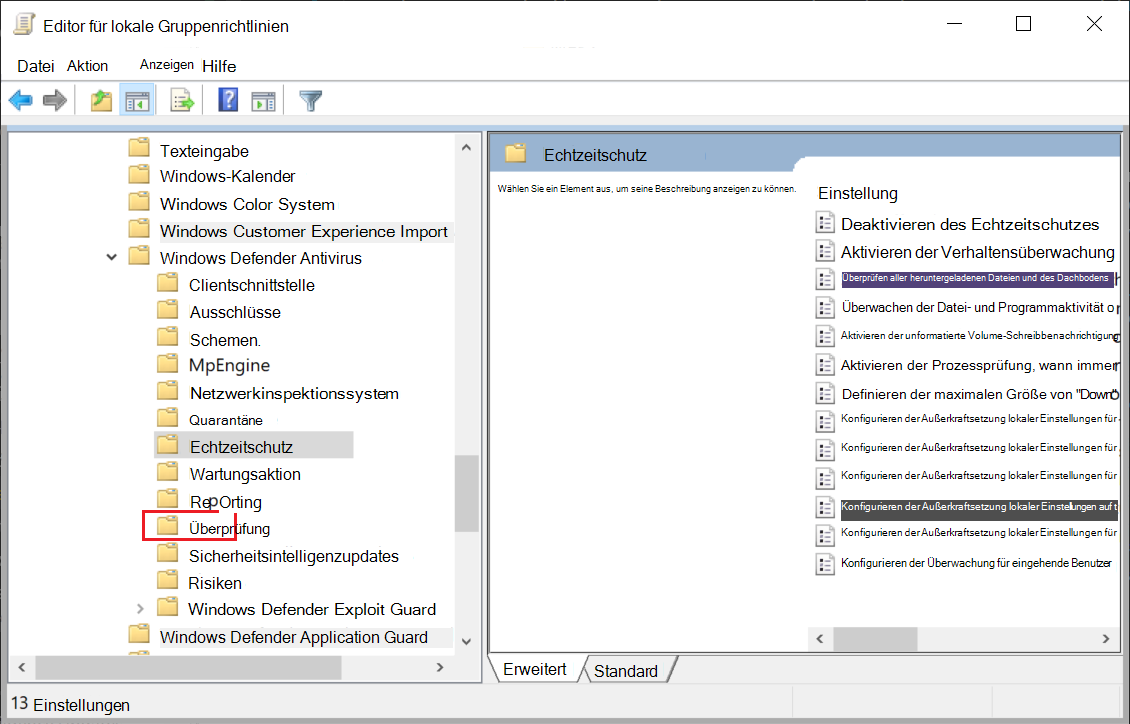 Editor für lokale Gruppenrichtlinien
Datei Aktion Anzeigen Hilfe
Texteingabe
Windows-Kalender
Windows Color System
Windows Customer Experience Import
Windows Defender Antivirus
Clientschnittstelle
Ausschlüsse
Schemen.
MpEngine
Netzwerkinspektionssystem
Quarantäne
Echtzeitschutz
Wartungsaktion
RepOrting
Überprüfung
Sicherheitsintelligenzupdates
Risiken
Windows Defender Exploit Guard
Windows Defender Application Guard
Echtzeitschutz
Wählen Sie ein Element aus, um seine Beschreibung anzeigen zu können.
Einstellung
Deaktivieren des Echtzeitschutzes
Aktivieren der Verhaltensüberwachung
Überprüfen aller heruntergeladenen Dateien und des Dachbodens
Überwachen der Datei- und Programmaktivität o
Aktivieren der unformatierte Volume-Schreibbenachrichtigung
Aktivieren der Prozessprüfung, wann immer
Definieren der maximalen Größe von "Down"
Konfigurieren der Außerkraftsetzung lokaler Einstellungen für
Konfigurieren der Außerkraftsetzung lokaler Einstellungen für
Konfigurieren der Außerkraftsetzung lokaler Einstellungen für
Konfigurieren der Außerkraftsetzung lokaler Einstellungen auf t
Konfigurieren der Außerkraftsetzung lokaler Einstellungen für
Konfigurieren der Überwachung für eingehende Benutzer
Erweitert Standard
13 Einstellungen